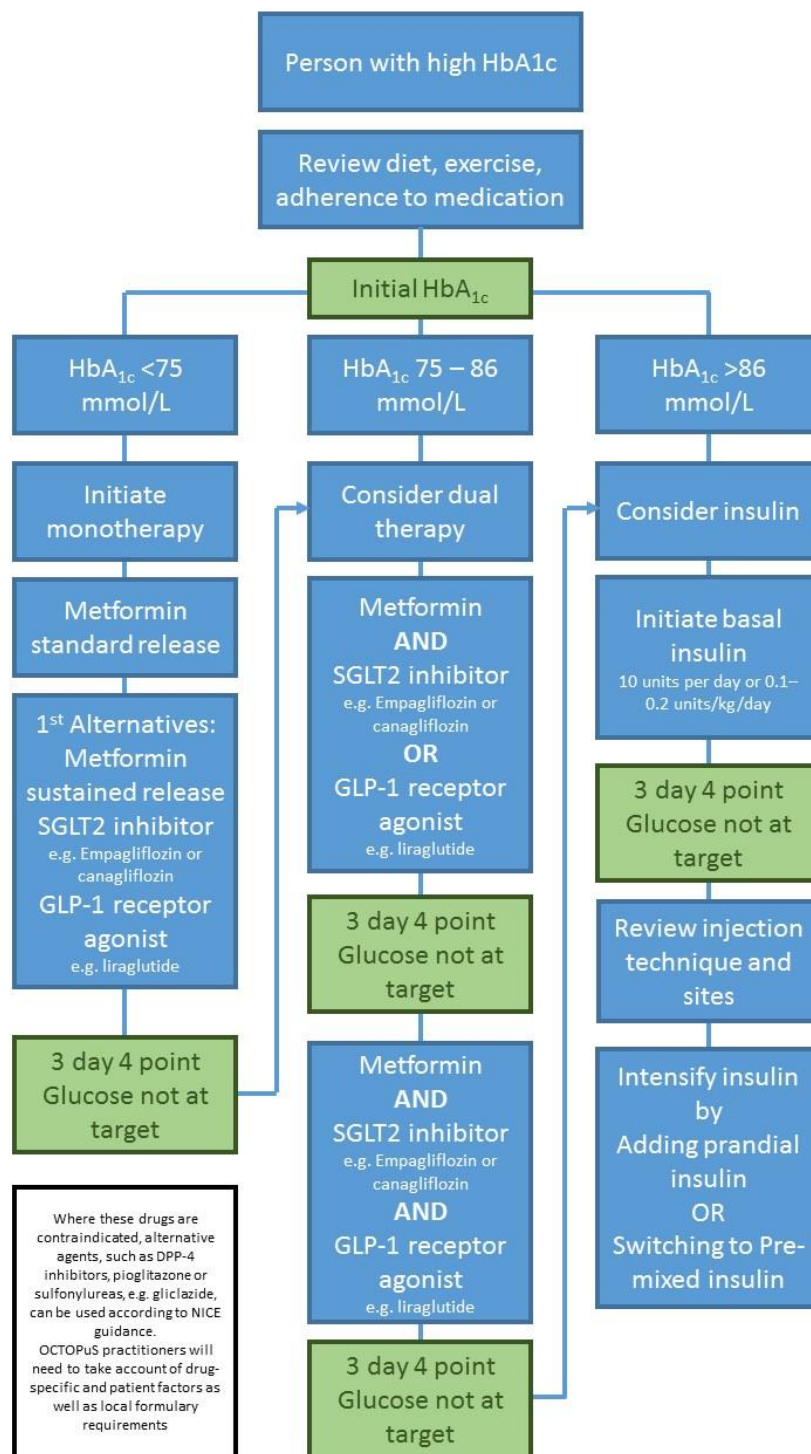 Person with high HbA1c
Review diet, exercise,
adherence to medication
Initial HbA1c
HbA1c <75
mmol/L
Initiate
monotherapy
Metformin
standard release
1st Alternatives:
Metformin
sustained release
SGLT2 inhibitor
e.g. Empagliflozin or
canagliflozin
GLP-1 receptor
agonist
e.g. liraglutide
3 day 4 point
Glucose not at
target
HbA1c 75 – 86
mmol/L
Consider dual
therapy
Metformin
AND
SGLT2 inhibitor
e.g. Empagliflozin or
canagliflozin
OR
GLP-1 receptor
agonist
e.g. liraglutide
3 day 4 point
Glucose not at
target
Metformin
AND
SGLT2 inhibitor
e.g. Empagliflozin or
canagliflozin
AND
GLP-1 receptor
agonist
e.g. liraglutide
3 day 4 point
Glucose not at
target
HbA1c >86
mmol/L
Consider insulin
Initiate basal
insulin
10 units per day or 0.1–
0.2 units/kg/day
3 day 4 point
Glucose not at
target
Review injection
technique and
sites
Intensify insulin
by
Adding prandial
insulin
OR
Switching to Pre-
mixed insulin
Where these drugs are
contraindicated, alternative
agents, such as DPP-4
inhibitors, pioglitazone or
sulfonylureas, e.g. gliclazide,
can be used according to NICE
guidance.
OCTOPuS practitioners will
need to take account of drug-
specific and patient factors as
well as local formulary
requirements